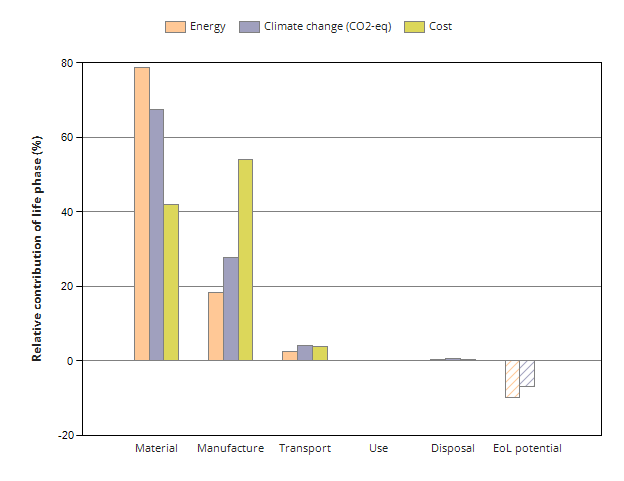 Energy Climate change (CO2-eq) Cost
Relative contribution of life phase (%)
80
60
40
20
0
-20
Material Manufacture Transport Use Disposal EoL potential